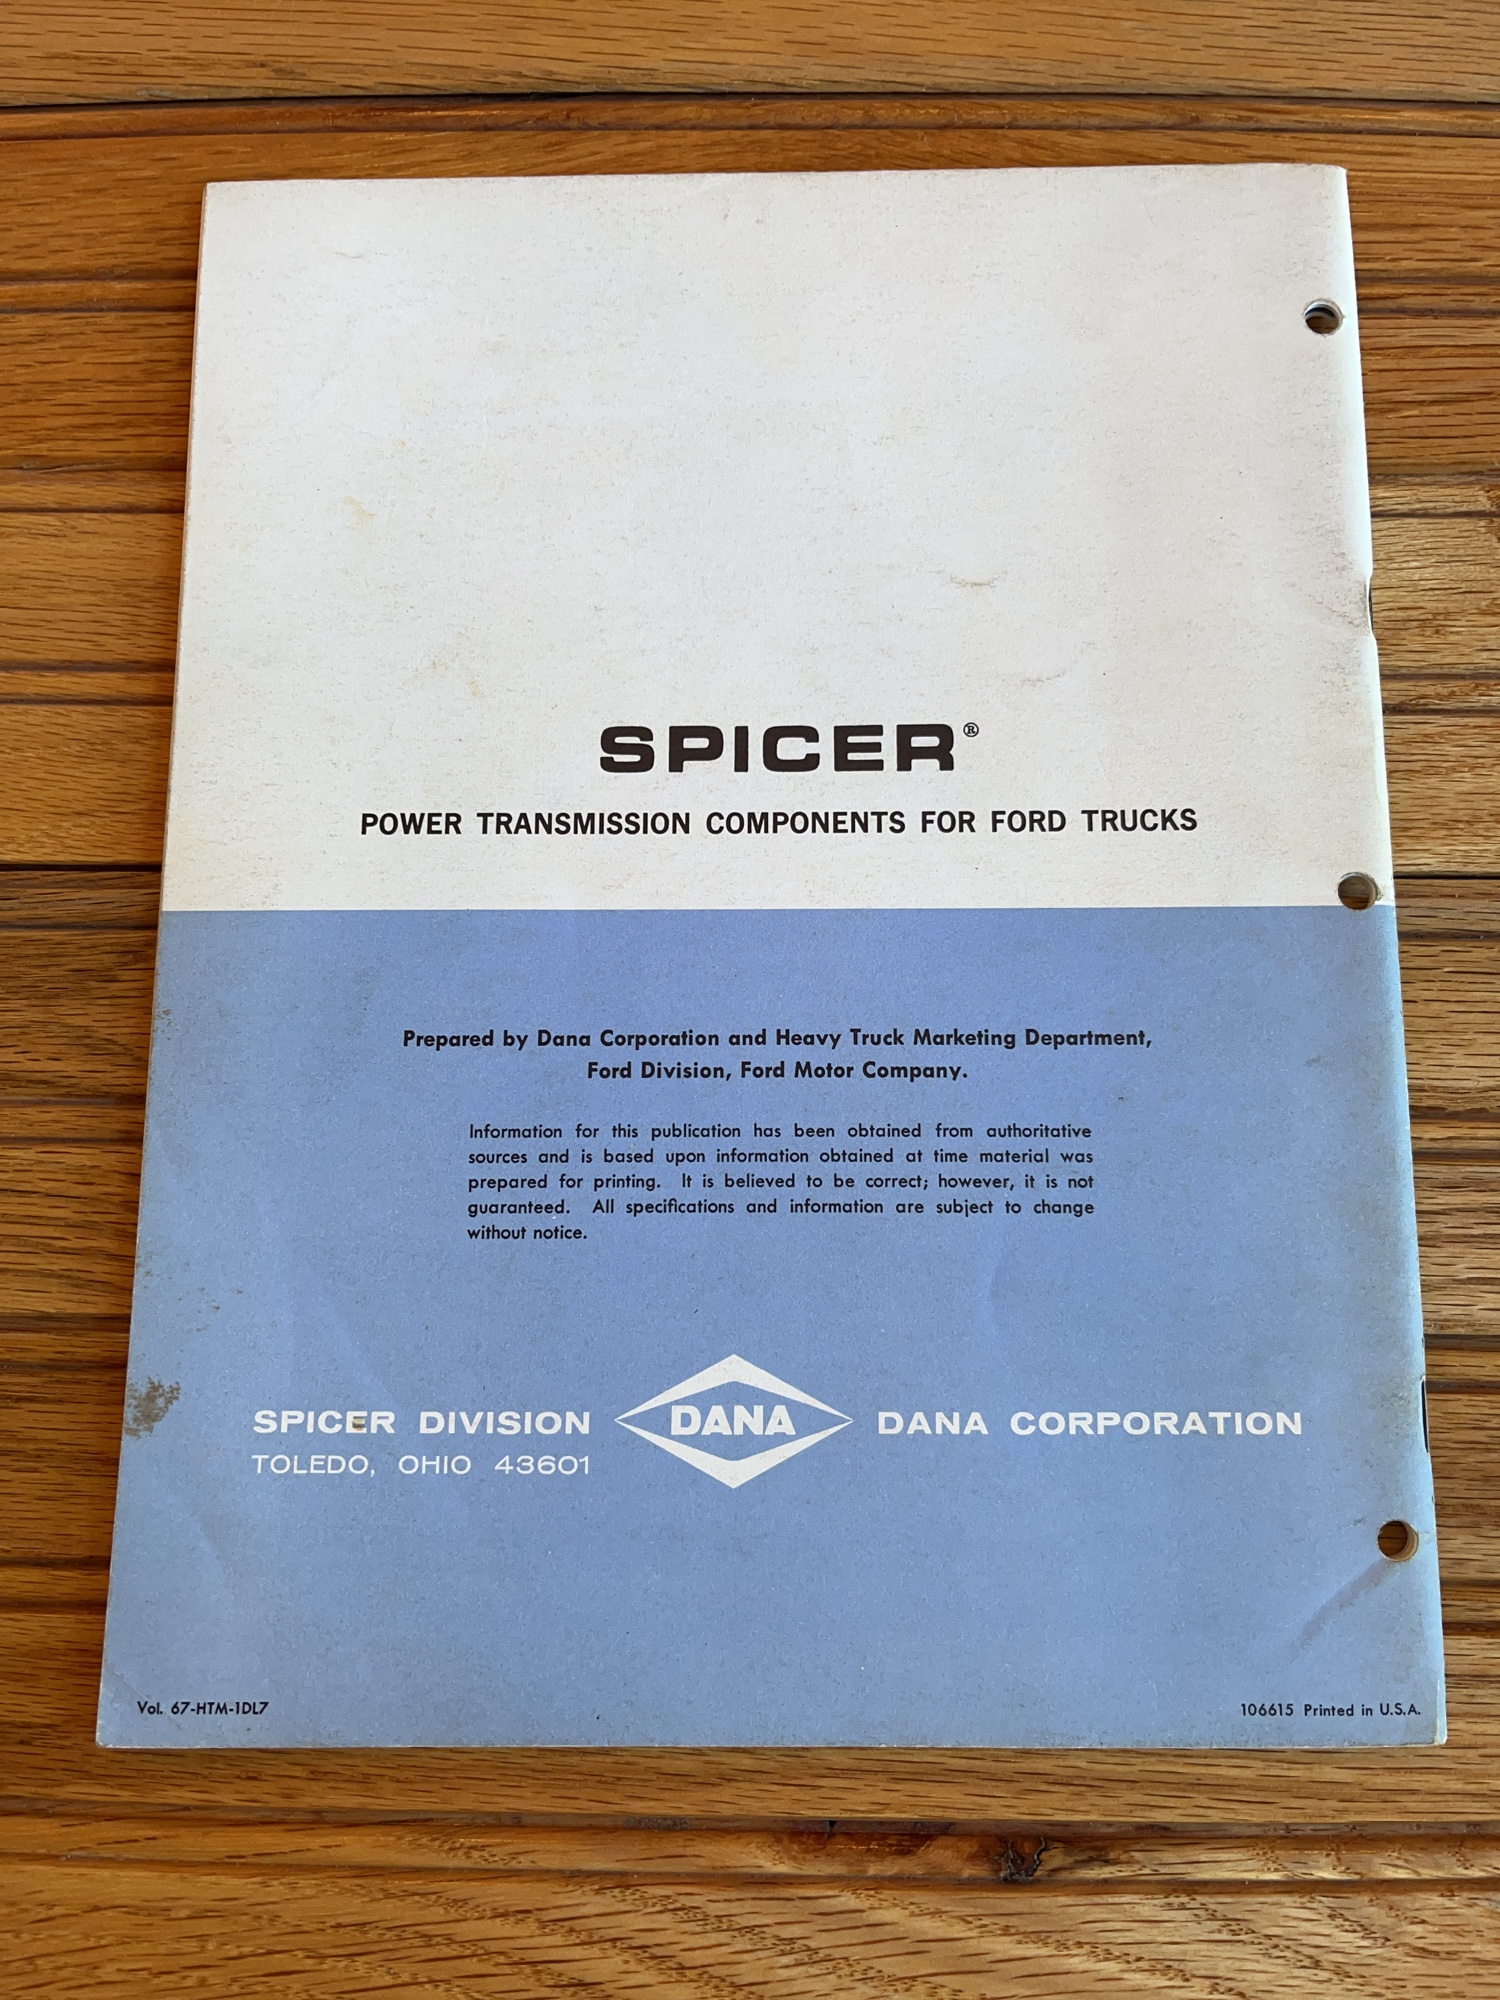 SPICER®
POWER TRANSMISSION COMPONENTS FOR FORD TRUCKS
Prepared by Dana Corporation and Heavy Truck Marketing Department,
Ford Division, Ford Motor Company.
Information for this publication has been obtained from authoritative
sources and is based upon information obtained at time material was
prepared for printing. It is believed to be correct; however, it is not
guaranteed. All specifications and information are subject to change
without notice.
SPICER DIVISION DANA DANA CORPORATION
TOLEDO, OHIO 43601
Vol. 67-HTM-1DL7 106615 Printed in U.S.A.